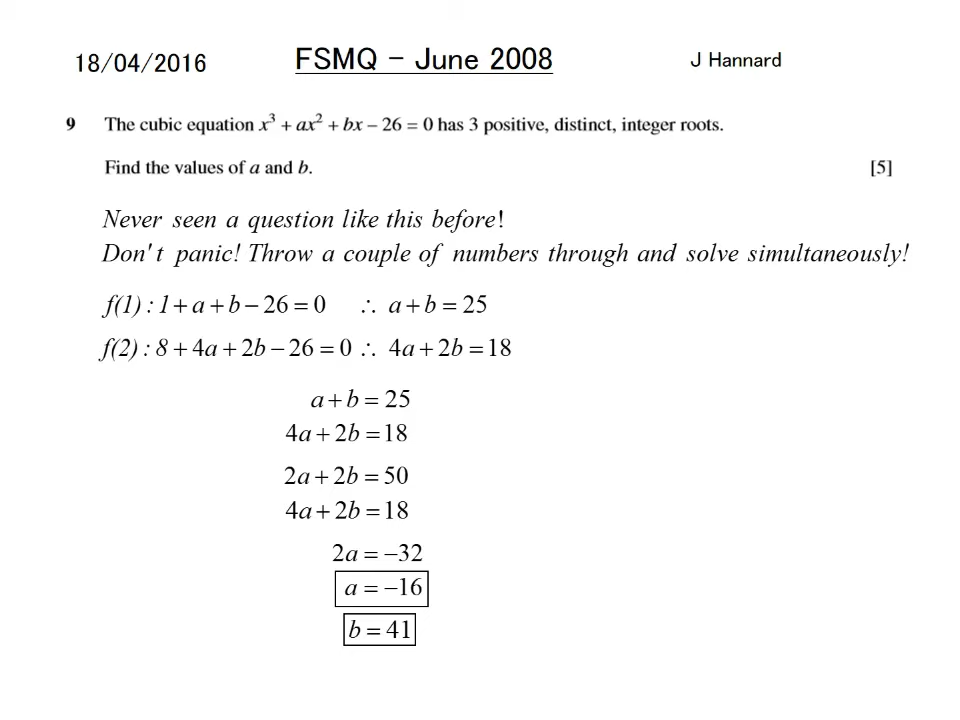 18/04/2016 FSMQ - June 2008 J Hannard
9 The cubic equation x³ + ax² + bx – 26 = 0 has 3 positive, distinct, integer roots.
Find the values of a and b. [5]
Never seen a question like this before!
Don't panic! Throw a couple of numbers through and solve simultaneously!
f(1) : 1 + a + b − 26 = 0 ∴ a + b = 25
f(2) : 8 + 4a + 2b − 26 = 0 ∴ 4a + 2b = 18
a + b = 25
4a + 2b = 18
2a + 2b = 50
4a + 2b = 18
2a = −32
a = −16
b = 41